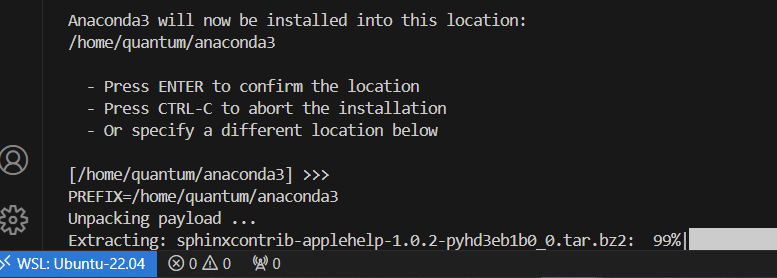 Anaconda3 will now be installed into this location:
/home/quantum/anaconda3
- Press ENTER to confirm the location
- Press CTRL-C to abort the installation
- Or specify a different location below
[/home/quantum/anaconda3] >>>
PREFIX=/home/quantum/anaconda3
Unpacking payload ...
Extracting: sphinxcontrib-applehelp-1.0.2-pyhd3eb1b0_0.tar.bz2:  99%|
WSL: Ubuntu-22.04 0 0 0